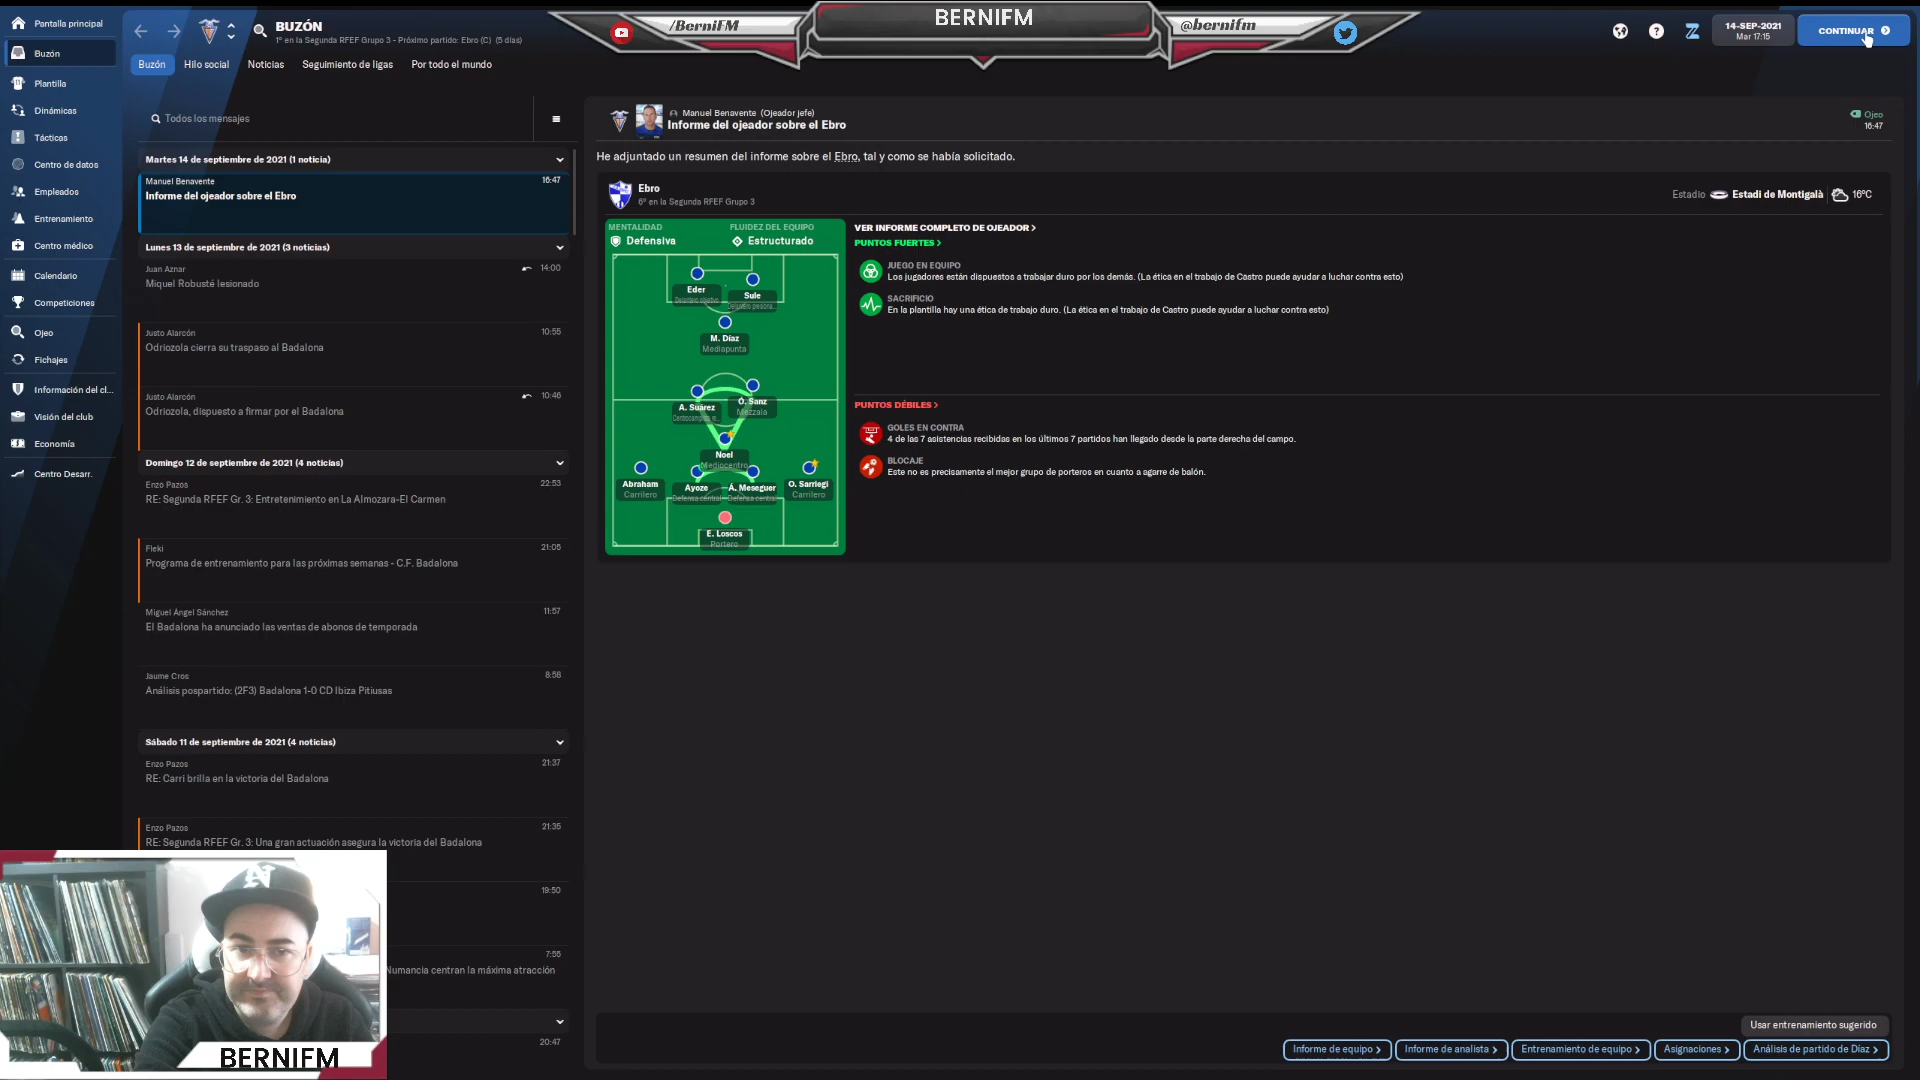 Pantalla principal
Buzón
Plantilla
Dinámicas
Tácticas
Centro de datos
Empleados
Entrenamiento
Centro médico
Calendario
Competiciones
Ojeo
Fichajes
Información del cl...
Visión del club
Economía
Centro Desarr.
BUZÓN
1º en la Segunda RFEF Grupo 3 - Próximo partido: Ebro (C) (5 días)
/BerniFM
BERNIFM
@bernifm
14-SEP-2021
Mar 17:15
CONTINUAR
Buzón
Hilo social
Noticias
Seguimiento de ligas
Por todo el mundo
Todos los mensajes
Martes 14 de septiembre de 2021 (1 noticia)
Manuel Benavente
16:47
Informe del ojeador sobre el Ebro
Lunes 13 de septiembre de 2021 (3 noticias)
Juan Aznar
14:00
Miquel Robusté lesionado
Justo Alarcón
10:55
Odriozola cierra su traspaso al Badalona
Justo Alarcón
10:46
Odriozola, dispuesto a firmar por el Badalona
Domingo 12 de septiembre de 2021 (4 noticias)
Enzo Pazos
22:53
RE: Segunda RFEF Gr. 3: Entretenimiento en La Almozara-El Carmen
Fleki
21:05
Programa de entrenamiento para las próximas semanas - C.F. Badalona
Miguel Ángel Sánchez
11:57
El Badalona ha anunciado las ventas de abonos de temporada
Jaume Cros
8:58
Análisis pospartido: (2F3) Badalona 1-0 CD Ibiza Pitiusas
Sábado 11 de septiembre de 2021 (4 noticias)
Enzo Pazos
21:37
RE: Carri brilla en la victoria del Badalona
Enzo Pazos
21:35
RE: Segunda RFEF Gr. 3: Una gran actuación asegura la victoria del Badalona
19:50
7:55
Numancia centran la máxima atracción
20:47
BERNIFM
Manuel Benavente (Ojeador jefe)
Informe del ojeador sobre el Ebro
Ojeo
16:47
He adjuntado un resumen del informe sobre el Ebro, tal y como se había solicitado.
Ebro
6º en la Segunda RFEF Grupo 3
Estadio
Estadi de Montigalà
16ºC
MENTALIDAD
Defensiva
FLUIDEZ DEL EQUIPO
Estructurado
Eder
Delantero objetivo
Sule
M. Díaz
Mediapunta
A. Suárez
Ó. Sanz
Mezzala
Noel
Mediocentro
Abraham
Carrilero
Ayoze
Defensa central
Á. Meseguer
Defensa central
O. Sarriegi
Carrilero
E. Loscos
Portero
VER INFORME COMPLETO DE OJEADOR >
PUNTOS FUERTES >
JUEGO EN EQUIPO
Los jugadores están dispuestos a trabajar duro por los demás. (La ética en el trabajo de Castro puede ayudar a luchar contra esto)
SACRIFICIO
En la plantilla hay una ética de trabajo duro. (La ética en el trabajo de Castro puede ayudar a luchar contra esto)
PUNTOS DÉBILES >
GOLES EN CONTRA
4 de las 7 asistencias recibidas en los últimos 7 partidos han llegado desde la parte derecha del campo.
BLOCAJE
Este no es precisamente el mejor grupo de porteros en cuanto a agarre de balón.
Usar entrenamiento sugerido
Informe de equipo >
Informe de analista >
Entrenamiento de equipo >
Asignaciones >
Análisis de partido de Díaz >